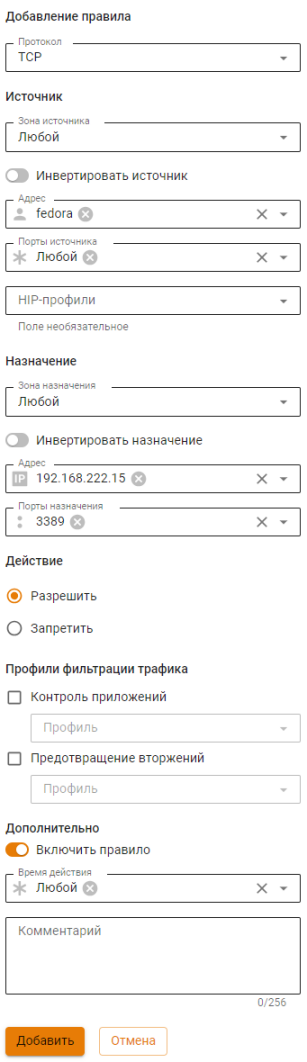 Добавление правила
Протокол
TCP
Источник
Зона источника
Любой
Инвертировать источник
Адрес
fedora
Порты источника
Любой
HIP-профили
Поле необязательное
Назначение
Зона назначения
Любой
Инвертировать назначение
Адрес
IP 192.168.222.15
Порты назначения
3389
Действие
Разрешить
Запретить
Профили фильтрации трафика
Контроль приложений
Профиль
Предотвращение вторжений
Профиль
Дополнительно
Включить правило
Время действия
Любой
Комментарий
0/256
Добавить Отмена